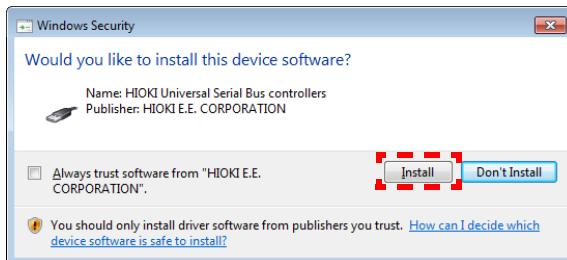 Windows Security
Would you like to install this device software?
Name: HIOKI Universal Serial Bus controllers
Publisher: HIOKI E.E. CORPORATION
Always trust software from "HIOKI E.E.
CORPORATION".
Install
Don't Install
You should only install driver software from publishers you trust. How can I decide which
device software is safe to install?